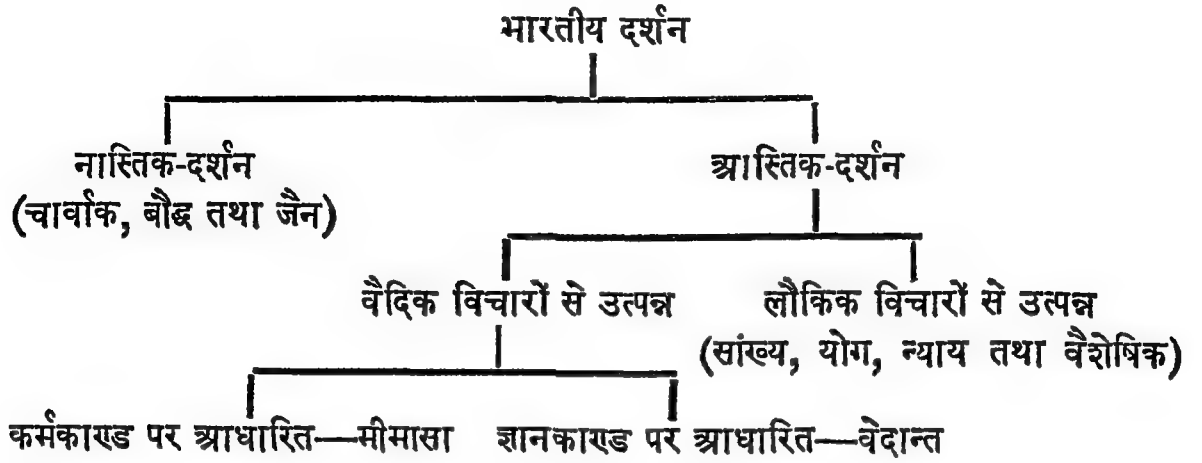 भारतीय दर्शन
नास्तिक-दर्शन आस्तिक-दर्शन
(चार्वाक, बौद्ध तथा जैन)
वैदिक विचारों से उत्पन्न लौकिक विचारों से उत्पन्न
(सांख्य, योग, न्याय तथा वैशेषिक)
कर्मकाण्ड पर आधारित—मीमासा ज्ञानकाण्ड पर आधारित—वेदान्त